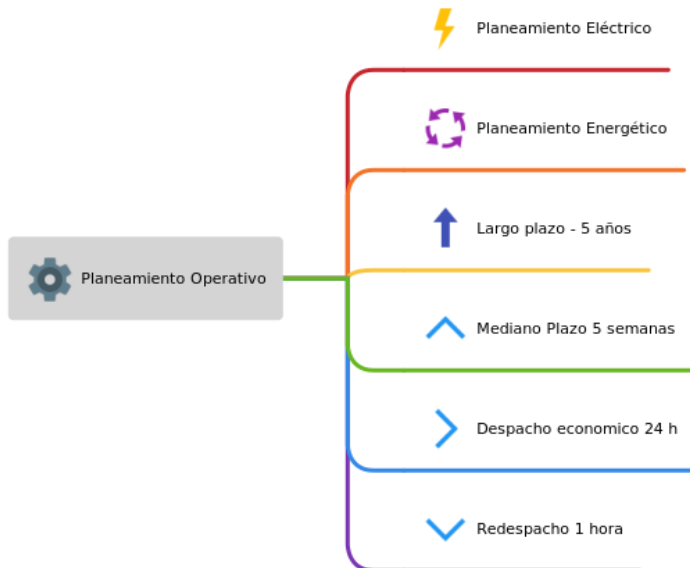 Planeamiento Eléctrico
Planeamiento Energético
Largo plazo - 5 años
Planeamiento Operativo
Mediano Plazo 5 semanas
Despacho economico 24 h
Redespacho 1 hora